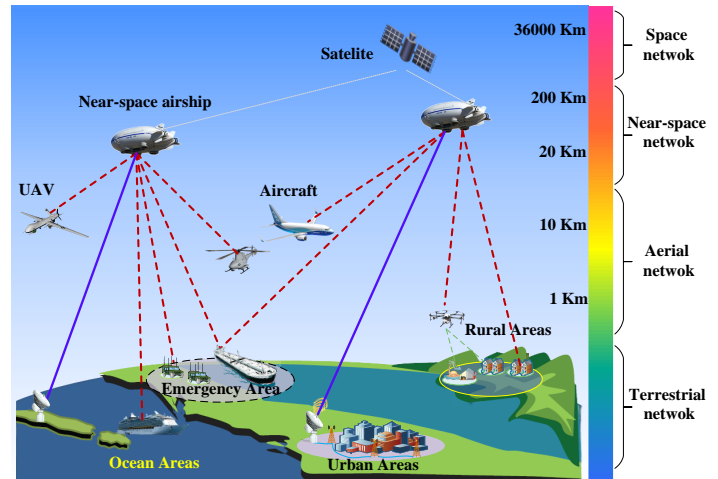 36000 Km
Space
netwok
Satelite
Near-space airship
200 Km
Near-space
netwok
20 Km
UAV
Aircraft
10 Km
Aerial
netwok
1 Km
Rural Areas
Emergency Area
Terrestrial
netwok
Ocean Areas
Urban Areas